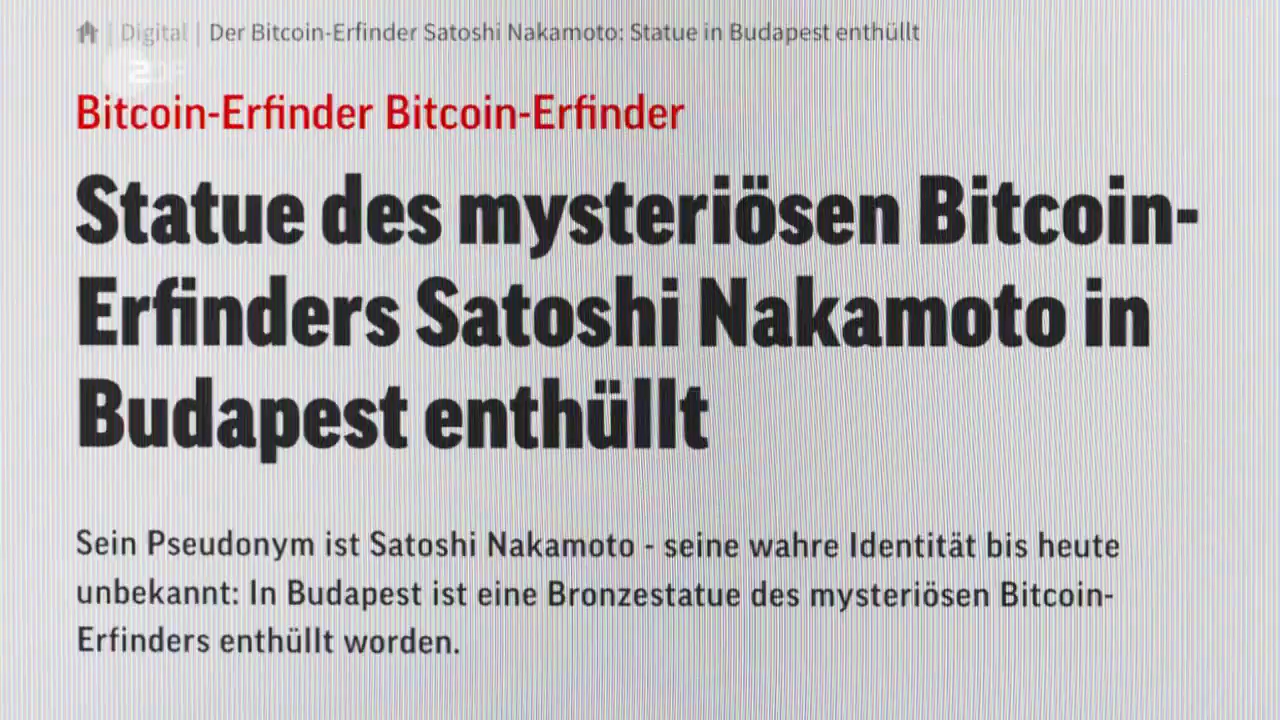 Digital | Der Bitcoin-Erfinder Satoshi Nakamoto: Statue in Budapest enthüllt
ZDF
Bitcoin-Erfinder Bitcoin-Erfinder
Statue des mysteriösen Bitcoin-
Erfinders Satoshi Nakamoto in
Budapest enthüllt
Sein Pseudonym ist Satoshi Nakamoto - seine wahre Identität bis heute
unbekannt: In Budapest ist eine Bronzestatue des mysteriösen Bitcoin-
Erfinders enthüllt worden.